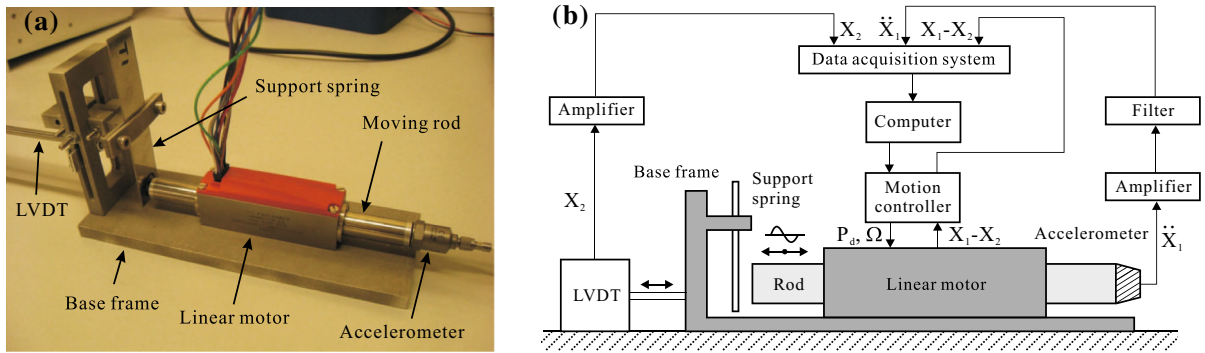 (a)
Support spring
Moving rod
LVDT
Base frame
Linear motor
Accelerometer
(b)
X₂
Ẍ₁
X₁-X₂
Data acquisition system
Amplifier
Computer
Filter
Base frame
Support
spring
Motion
controller
Amplifier
X₂
P_d, Ω
X₁-X₂
Accelerometer
Ẍ₁
LVDT
Rod
Linear motor